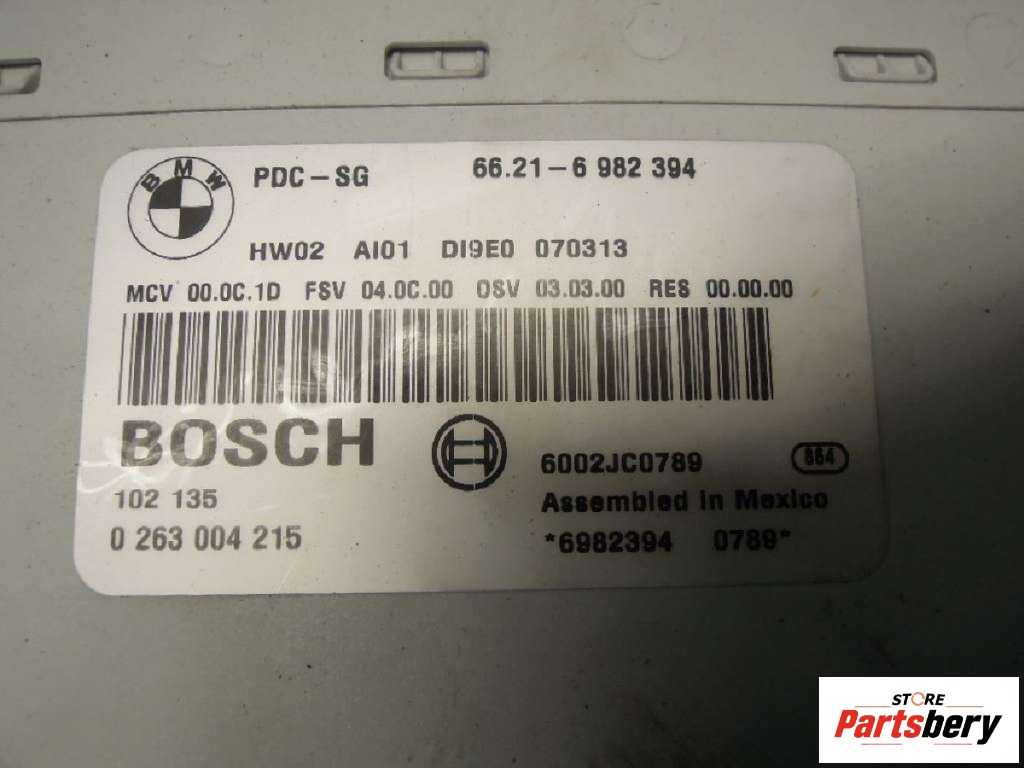 BMW PDC-SG 66.21-6 982 394
HW02 AI01 DI9E0 070313
MCV 00.0C.1D FSV 04.0C.00 OSV 03.03.00 RES 00.00.00
BOSCH
6002JC0789 664
102 135 Assembled in Mexico
0 263 004 215 *6982394 0789*
STORE
Partsbery